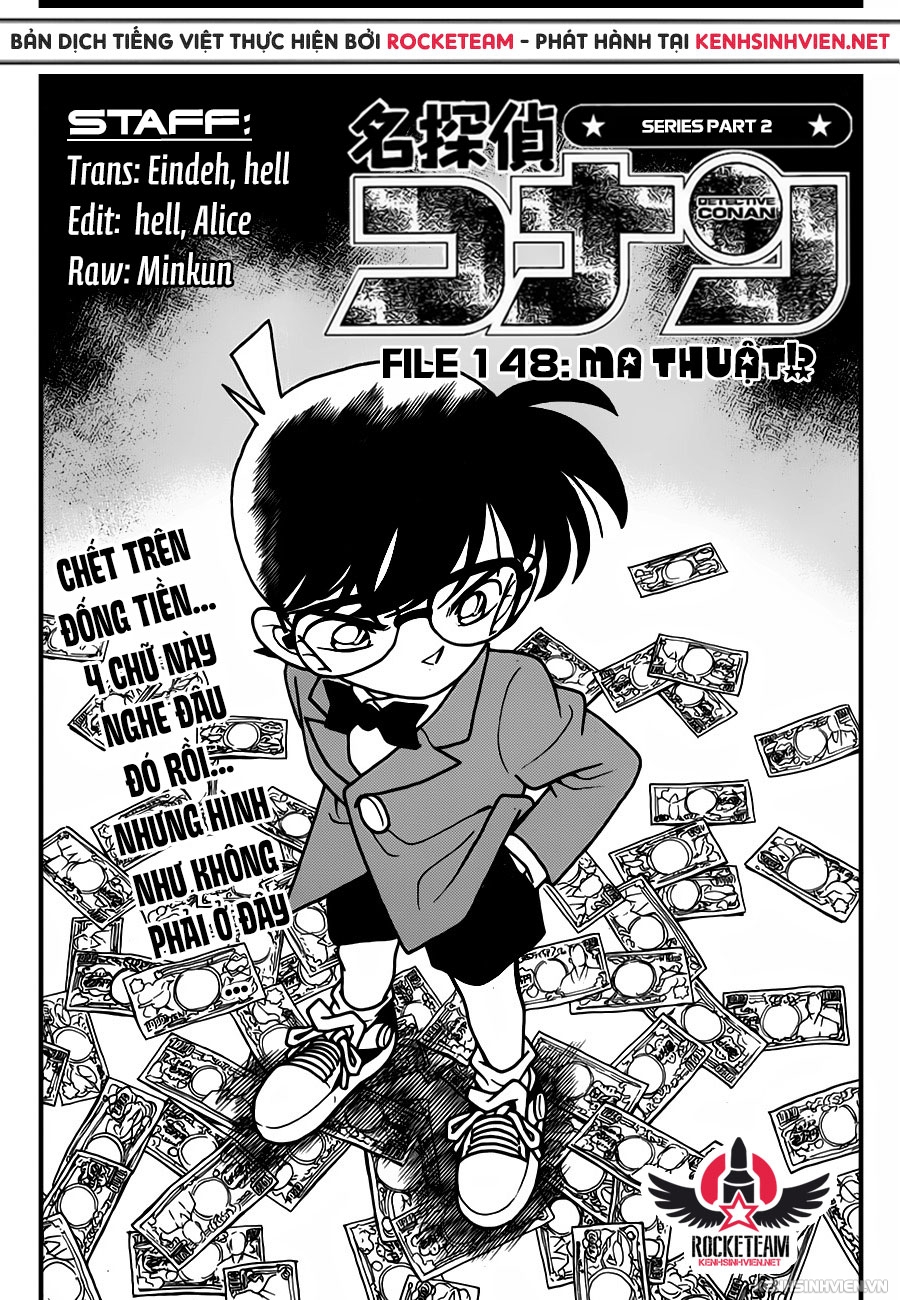 BẢN DỊCH TIẾNG VIỆT THỰC HIỆN BỞI ROCKETEAM - PHÁT HÀNH TẠI KENHSINHVIEN.NET
STAFF:
Trans: Eindeh, hell
Edit: hell, Alice
Raw: Minkun
名探偵
SERIES PART 2
コナン
DETECTIVE
CONAN
FILE 148: MA THUẬT!?
CHẾT TRÊN
ĐỐNG TIỀN...
4 CHỮ NÀY
NGHE ĐÂU
ĐÓ RỒI...
NHƯNG HÌNH
NHƯ KHÔNG
PHẢI Ở ĐÂY
...
ROCKETEAM
KENHSINHVIEN.NET
KENHSINHVIEN.VN